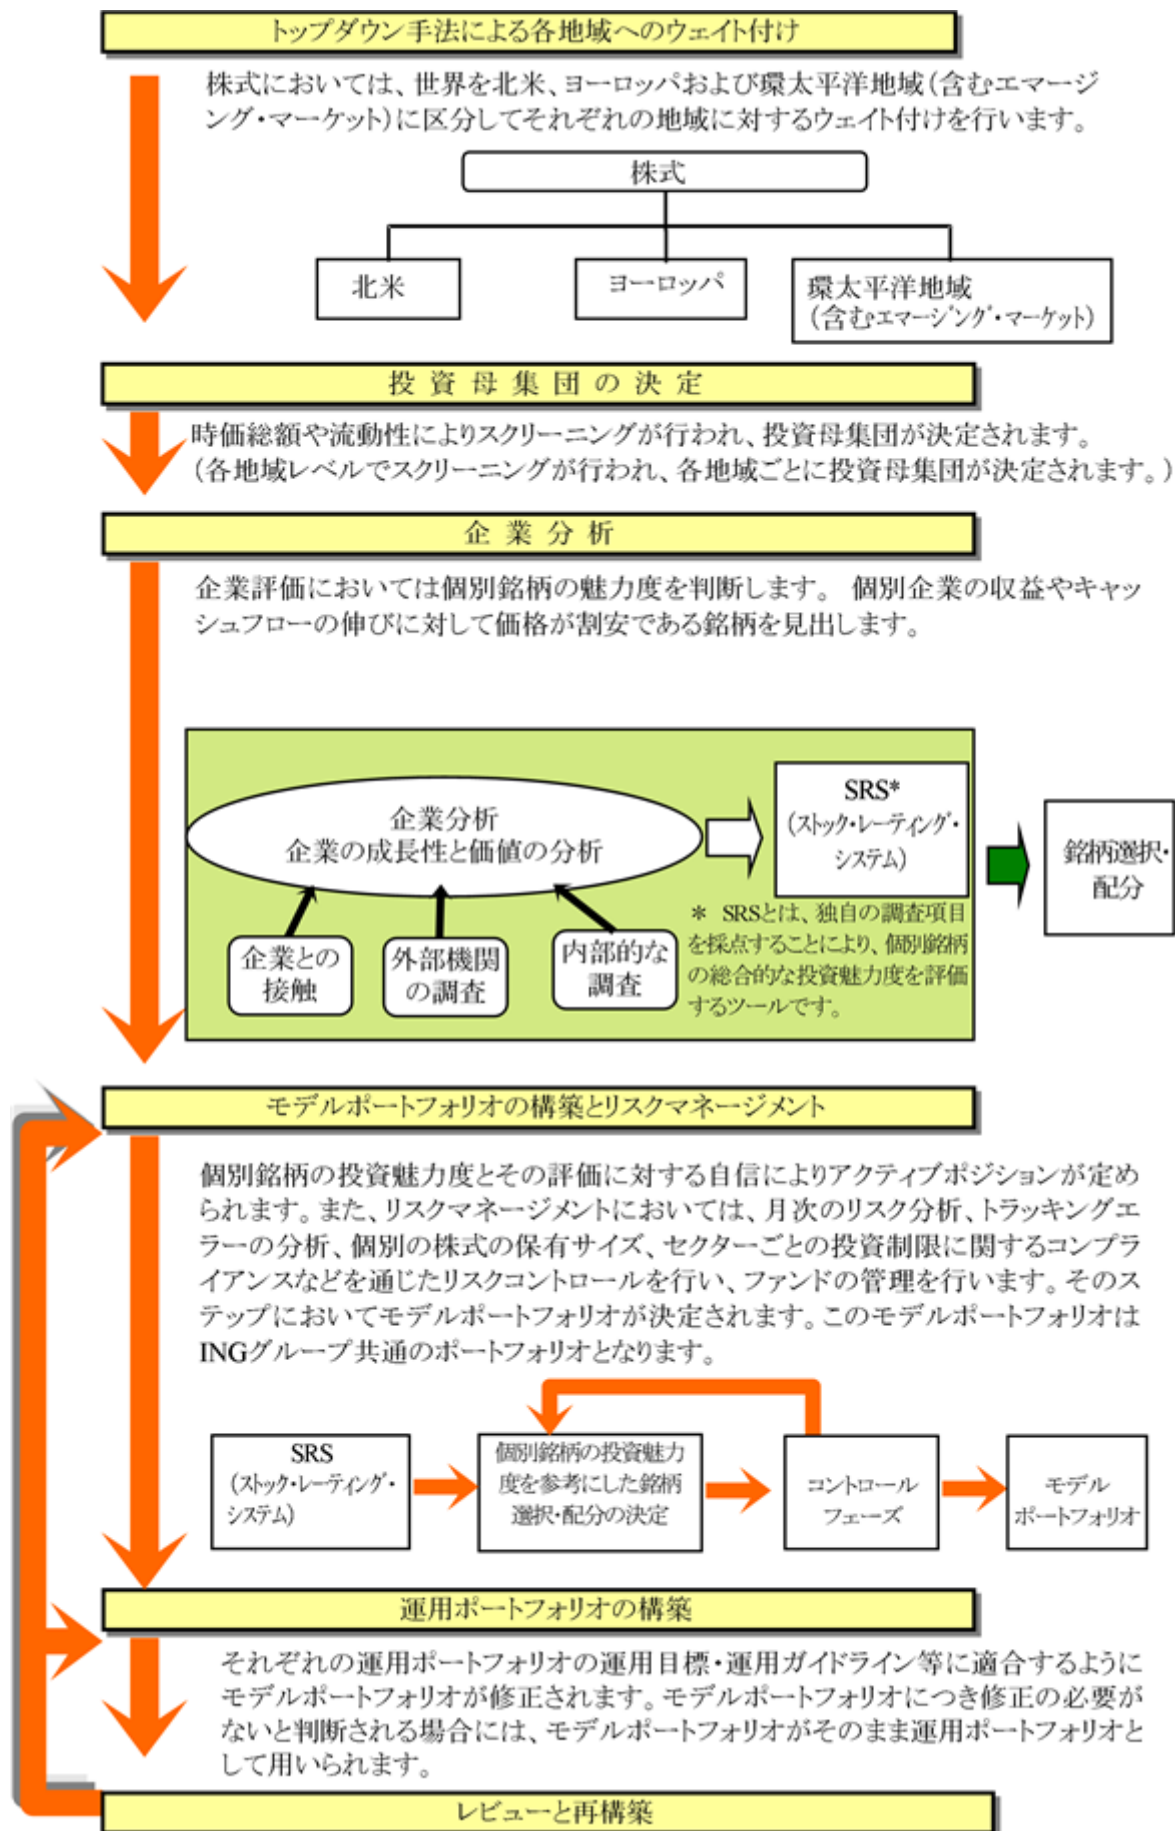 トップダウン手法による各地域へのウェイト付け
株式においては、世界を北米、ヨーロッパおよび環太平洋地域(含むエマージ
ング・マーケット)に区分してそれぞれの地域に対するウェイト付けを行います。
株式
北米
ヨーロッパ
環太平洋地域
(含むエマージング・マーケット)
投資母集団の決定
時価総額や流動性によりスクリーニングが行われ、投資母集団が決定されます。
(各地域レベルでスクリーニングが行われ、各地域ごとに投資母集団が決定されます。)
企業分析
企業評価においては個別銘柄の魅力度を判断します。 個別企業の収益やキャッ
シュフローの伸びに対して価格が割安である銘柄を見出します。
企業分析
企業の成長性と価値の分析
企業との
接触
外部機関
の調査
内部的な
調査
SRS*
(ストック・レーティング・
システム)
* SRSとは、独自の調査項目
を採点することにより、個別銘柄
の総合的な投資魅力度を評価
するツールです。
銘柄選択・
配分
モデルポートフォリオの構築とリスクマネージメント
個別銘柄の投資魅力度とその評価に対する自信によりアクティブポジションが定め
られます。また、リスクマネージメントにおいては、月次のリスク分析、トラッキングエ
ラーの分析、個別の株式の保有サイズ、セクターごとの投資制限に関するコンプラ
イアンスなどを通じたリスクコントロールを行い、ファンドの管理を行います。そのス
テップにおいてモデルポートフォリオが決定されます。このモデルポートフォリオは
INGグループ共通のポートフォリオとなります。
SRS
(ストック・レーティング・
システム)
個別銘柄の投資魅力
度を参考にした銘柄
選択・配分の決定
コントロール
フェーズ
モデル
ポートフォリオ
運用ポートフォリオの構築
それぞれの運用ポートフォリオの運用目標・運用ガイドライン等に適合するように
モデルポートフォリオが修正されます。モデルポートフォリオにつき修正の必要が
ないと判断される場合には、モデルポートフォリオがそのまま運用ポートフォリオと
して用いられます。
レビューと再構築